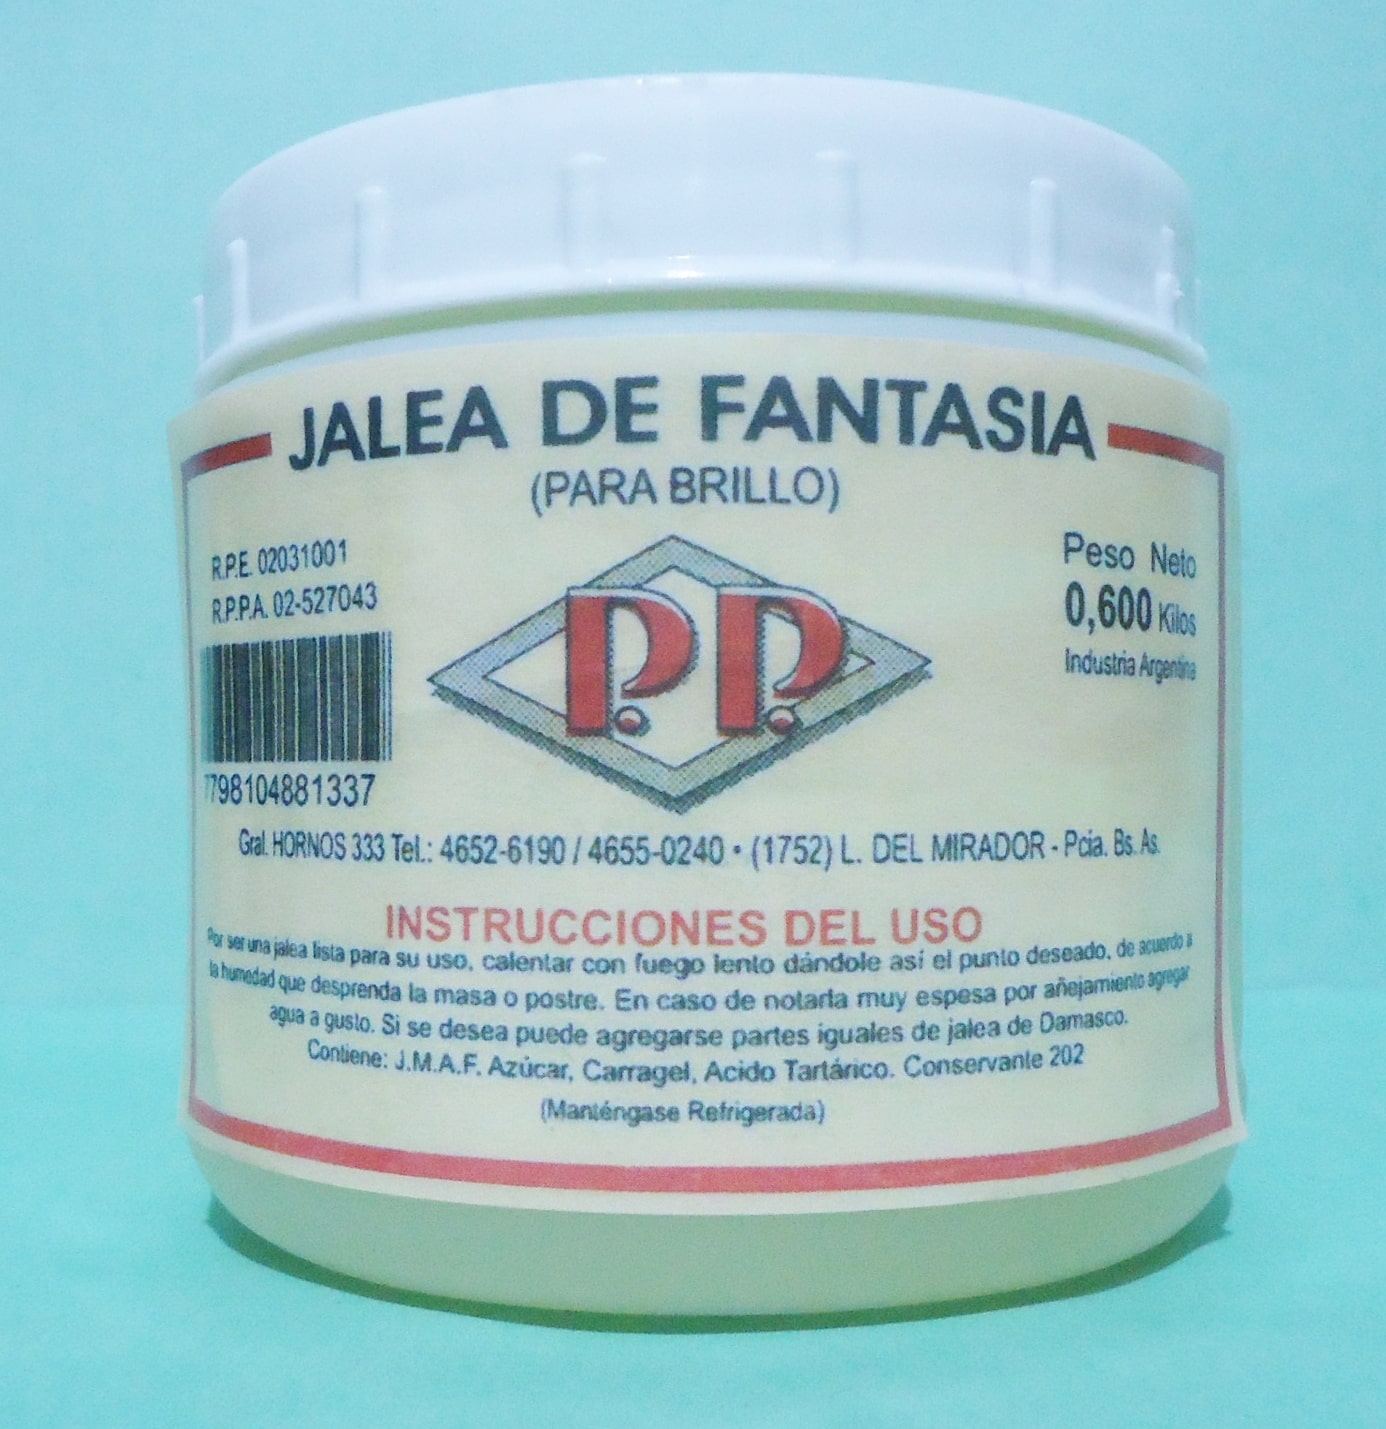 JALEA DE FANTASIA
(PARA BRILLO)
R.P.E. 02031001
R.P.P.A. 02-527043
7798104881337
P.P.
Peso Neto
0,600 Kilos
Industria Argentina
Gral. HORNOS 333 Tel.: 4652-6190 / 4655-0240 • (1752) L. DEL MIRADOR - Pcia. Bs. As.
INSTRUCCIONES DEL USO
Por ser una jalea lista para su uso, calentar con fuego lento dándole así el punto deseado, de acuerdo a
la humedad que desprenda la masa o postre. En caso de notarla muy espesa por añejamiento agregar
agua a gusto. Si se desea puede agregarse partes iguales de jalea de Damasco.
Contiene: J.M.A.F. Azúcar, Carragel, Acido Tartárico. Conservante 202
(Manténgase Refrigerada)